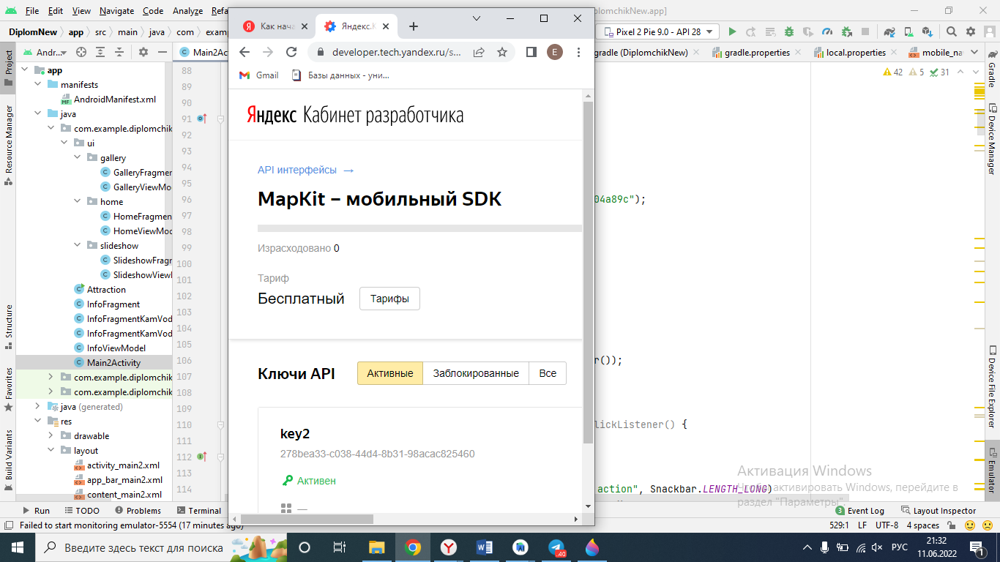 File Edit View Navigate Code Analyze Refa
DiplomchikNew.app]
DiplomNew app src main java com examp
Pixel 2 Pie 9.0 - API 28
Andr...
Main2Ac
gradle (DiplomchikNew)
gradle.properties
local.properties
mobile_na
Project
Resource Manager
Structure
Favorites
Build Variants
app
manifests
AndroidManifest.xml
java
com.example.diplomchik
ui
gallery
GalleryFragmen
GalleryViewMo
home
HomeFragmen
HomeViewMod
slideshow
SlideshowFragr
SlideshowViewI
Attraction
InfoFragment
InfoFragmentKamVod
InfoFragmentKamVod
InfoViewModel
Main2Activity
com.example.diplomchik
com.example.diplomchik
java (generated)
res
drawable
layout
activity_main2.xml
app_bar_main2.xml
content_main2.xml
88
89
90
91
92
93
94
95
96
97
98
99
100
101
102
103
104
105
106
107
108
109
110
111
112
113
114
Как нача
Яндекс.К
developer.tech.yandex.ru/s...
E
Gmail
Базы данных - уни...
Яндекс Кабинет разработчика
API интерфейсы →
MapKit – мобильный SDK
Израсходовано 0
Тариф
Бесплатный
Тарифы
Ключи API
Активные
Заблокированные
Все
key2
278bea33-c038-44d4-8b31-98acac825460
Активен
—
42 5 31
04a89c");
r());
lickListener() {
action", Snackbar.LENGTH_LONG)
Gradle
Device Manager
Device File Explorer
Emulator
Активация Windows
Чтобы активировать Windows, перейдите в
раздел "Параметры".
Run
TODO
Problems
Terminal
3 Event Log
Layout Inspector
Failed to start monitoring emulator-5554 (17 minutes ago)
529:1 LF UTF-8 4 spaces
Введите здесь текст для поиска
.40
РУС
21:32
11.06.2022
1